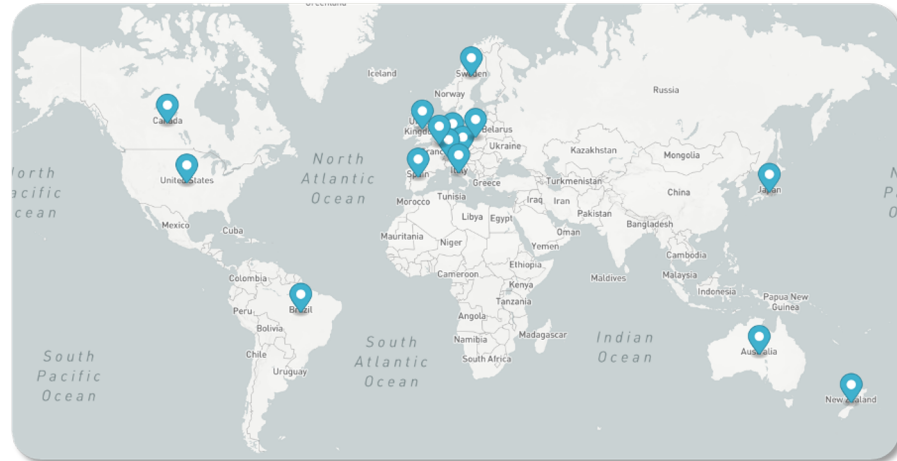 Greenland
Iceland
Sweden
Norway
Russia
Canada
Kingdom
Belarus
Ukraine
Kazakhstan
Mongolia
United States
North
Atlantic
Ocean
Spain
Italy
Greece
Turkmenistan
China
Japan
Morocco
Tunisia
Iraq
Iran
Pakistan
Libya
Egypt
Mexico
Cuba
Mauritania
Niger
Oman
Yemen
Bangladesh
Cambodia
Colombia
Cameroon
Ethiopia
Kenya
Maldives
Malaysia
Indonesia
Papua New
Guinea
Peru
Brazil
Tanzania
Angola
Bolivia
Namibia
Madagascar
South Africa
Chile
Uruguay
South
Pacific
Ocean
South
Atlantic
Ocean
Indian
Ocean
Australia
New Zealand